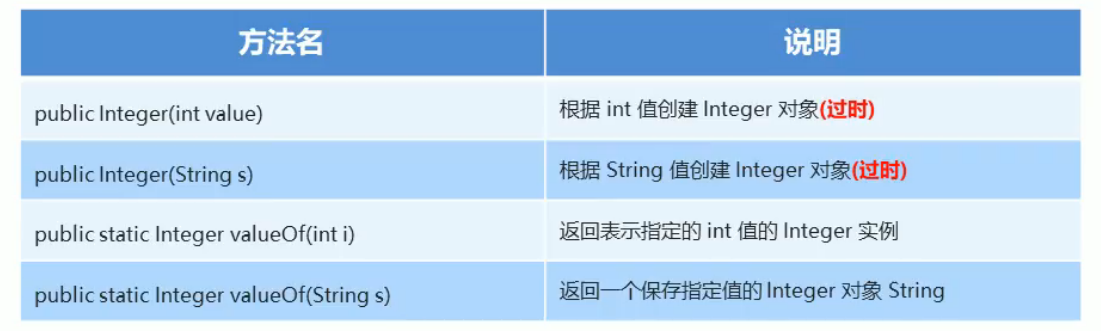 方法名 说明
public Integer(int value) 根据 int 值创建 Integer 对象(过时)
public Integer(String s) 根据 String 值创建 Integer 对象(过时)
public static Integer valueOf(int i) 返回表示指定的 int 值的 Integer 实例
public static Integer valueOf(String s) 返回一个保存指定值的 Integer 对象 String